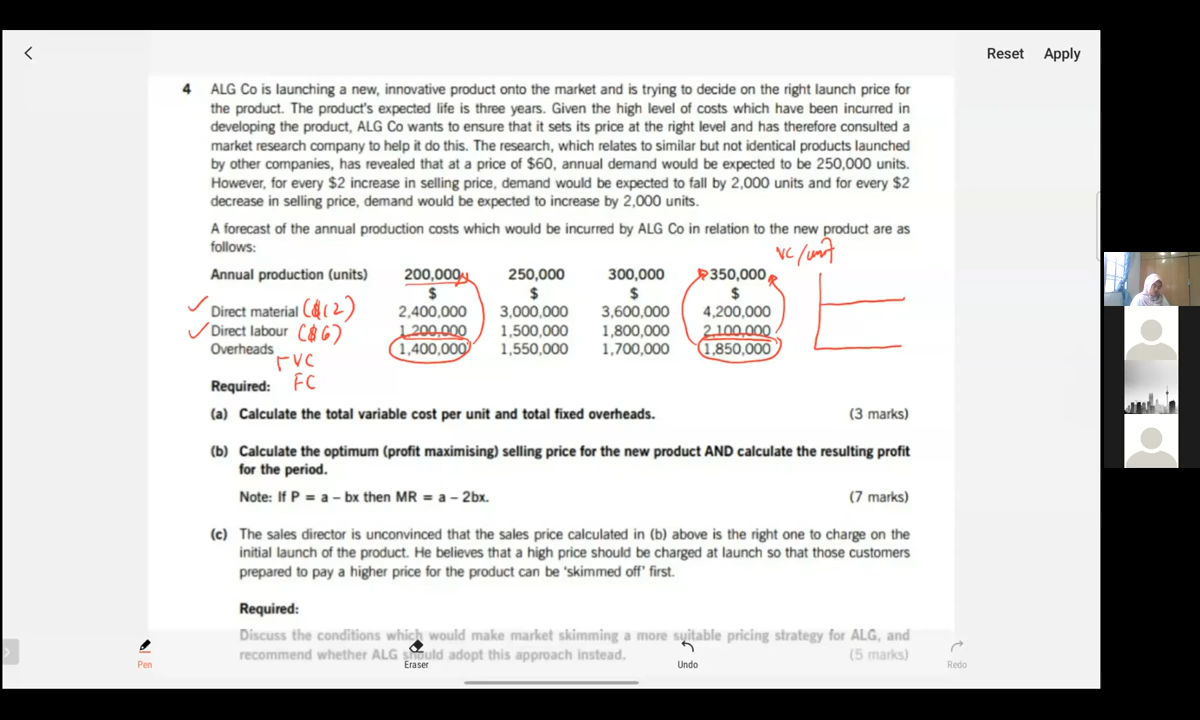 Reset Apply
4 ALG Co is launching a new, innovative product onto the market and is trying to decide on the right launch price for
the product. The product's expected life is three years. Given the high level of costs which have been incurred in
developing the product, ALG Co wants to ensure that it sets its price at the right level and has therefore consulted a
market research company to help it do this. The research, which relates to similar but not identical products launched
by other companies, has revealed that at a price of $60, annual demand would be expected to be 250,000 units.
However, for every $2 increase in selling price, demand would be expected to fall by 2,000 units and for every $2
decrease in selling price, demand would be expected to increase by 2,000 units.
A forecast of the annual production costs which would be incurred by ALG Co in relation to the new product are as
follows:
VC/unit
Annual production (units) 200,000 250,000 300,000 350,000
$ $ $ $
Direct material ($12) 2,400,000 3,000,000 3,600,000 4,200,000
Direct labour ($6) 1,200,000 1,500,000 1,800,000 2,100,000
Overheads 1,400,000 1,550,000 1,700,000 1,850,000
VC
FC
Required:
(a) Calculate the total variable cost per unit and total fixed overheads. (3 marks)
(b) Calculate the optimum (profit maximising) selling price for the new product AND calculate the resulting profit
for the period.
Note: If P = a – bx then MR = a – 2bx. (7 marks)
(c) The sales director is unconvinced that the sales price calculated in (b) above is the right one to charge on the
initial launch of the product. He believes that a high price should be charged at launch so that those customers
prepared to pay a higher price for the product can be 'skimmed off' first.
Required:
Discuss the conditions which would make market skimming a more suitable pricing strategy for ALG, and
recommend whether ALG should adopt this approach instead. (5 marks)
Pen Eraser Undo Redo